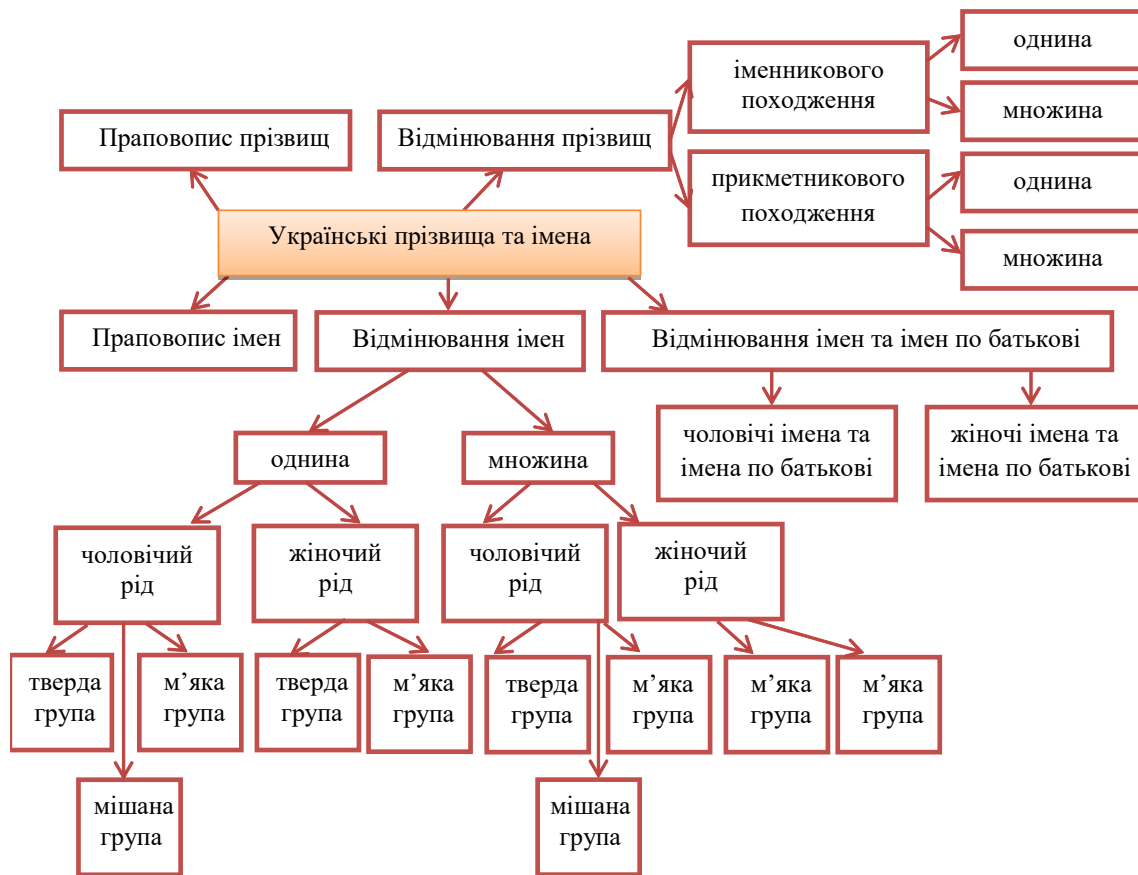 іменникового
походження
однина
множина
Праповопис прізвищ
Відмінювання прізвищ
прикметникового
походження
однина
множина
Українські прізвища та імена
Праповопис імен
Відмінювання імен
Відмінювання імен та імен по батькові
чоловічі імена та
імена по батькові
жіночі імена та
імена по батькові
однина
множина
чоловічий
рід
жіночий
рід
чоловічий
рід
жіночий
рід
тверда
група
м’яка
група
тверда
група
м’яка
група
тверда
група
м’яка
група
м’яка
група
м’яка
група
мішана
група
мішана
група